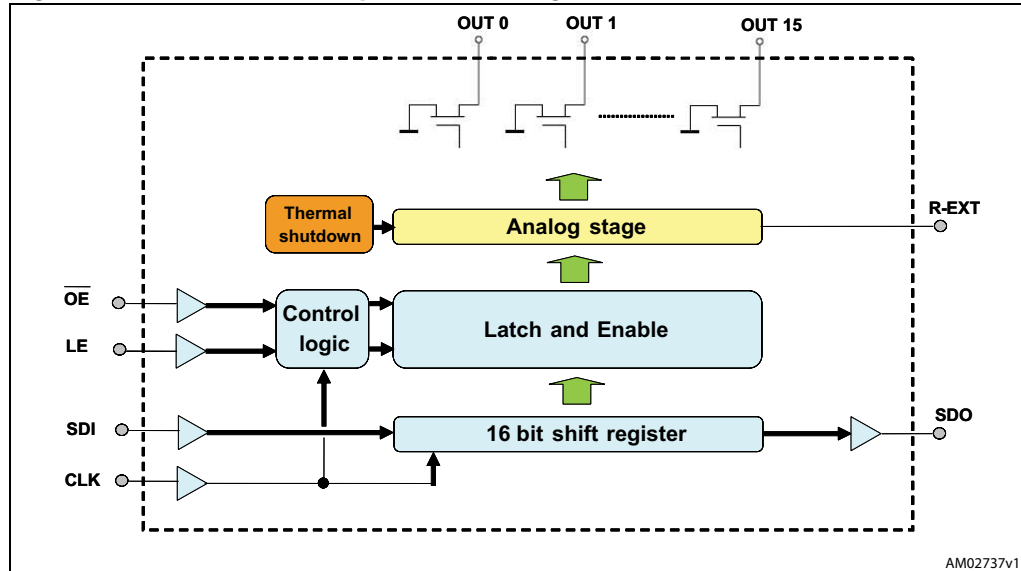 OUT 0
OUT 1
OUT 15
Thermal
shutdown
Analog stage
R-EXT
O̅E̅
LE
Control
logic
Latch and Enable
SDI
16 bit shift register
SDO
CLK
AM02737v1